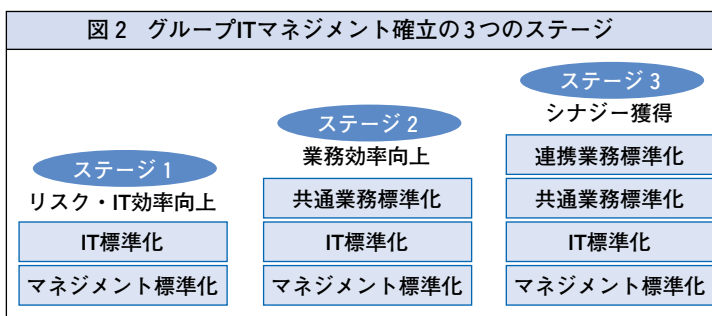 図2 グループITマネジメント確立の3つのステージ
ステージ1
リスク・IT効率向上
IT標準化
マネジメント標準化
ステージ2
業務効率向上
共通業務標準化
IT標準化
マネジメント標準化
ステージ3
シナジー獲得
連携業務標準化
共通業務標準化
IT標準化
マネジメント標準化